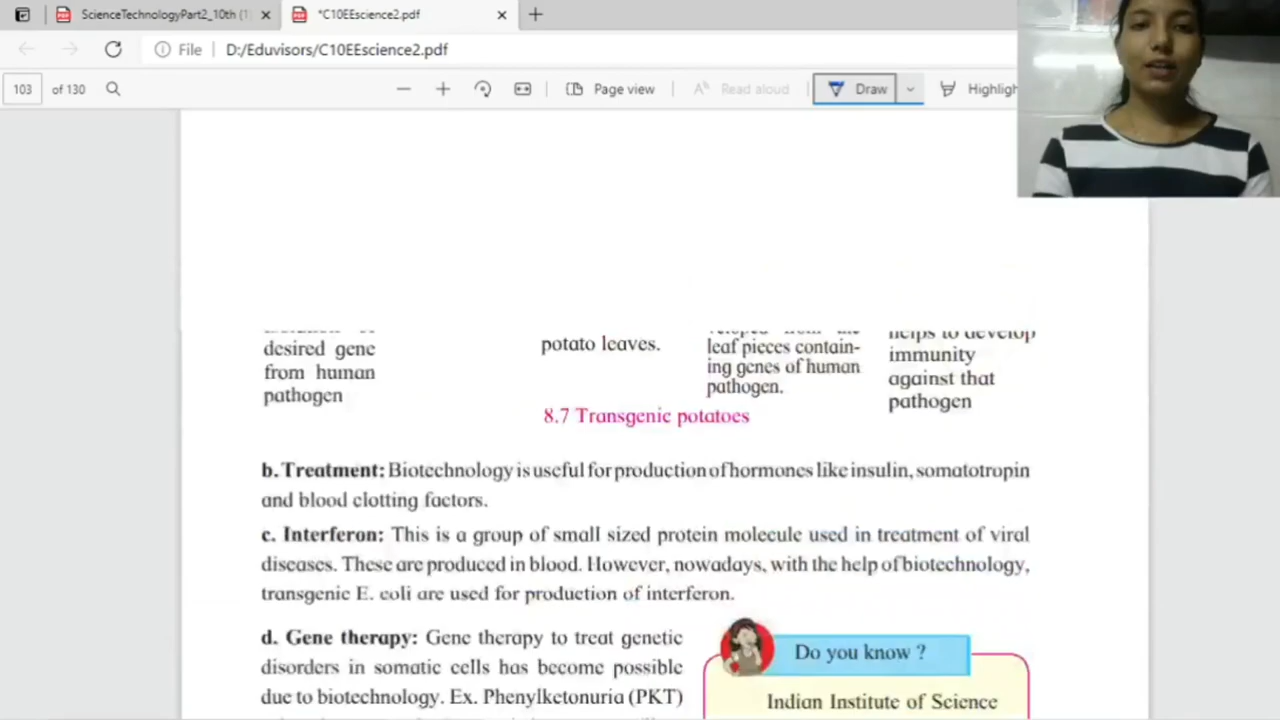 ScienceTechnologyPart2_10th (1
*C10EEscience2.pdf
File D:/Eduvisors/C10EEscience2.pdf
103 of 130 Page view Read aloud Draw Highligh
desired gene
from human
pathogen
potato leaves.
leaf pieces contain-
ing genes of human
pathogen.
helps to develop
immunity
against that
pathogen
8.7 Transgenic potatoes
b. Treatment: Biotechnology is useful for production of hormones like insulin, somatotropin
and blood clotting factors.
c. Interferon: This is a group of small sized protein molecule used in treatment of viral
diseases. These are produced in blood. However, nowadays, with the help of biotechnology,
transgenic E. coli are used for production of interferon.
d. Gene therapy: Gene therapy to treat genetic
disorders in somatic cells has become possible
due to biotechnology. Ex. Phenylketonuria (PKT)
Do you know ?
Indian Institute of Science